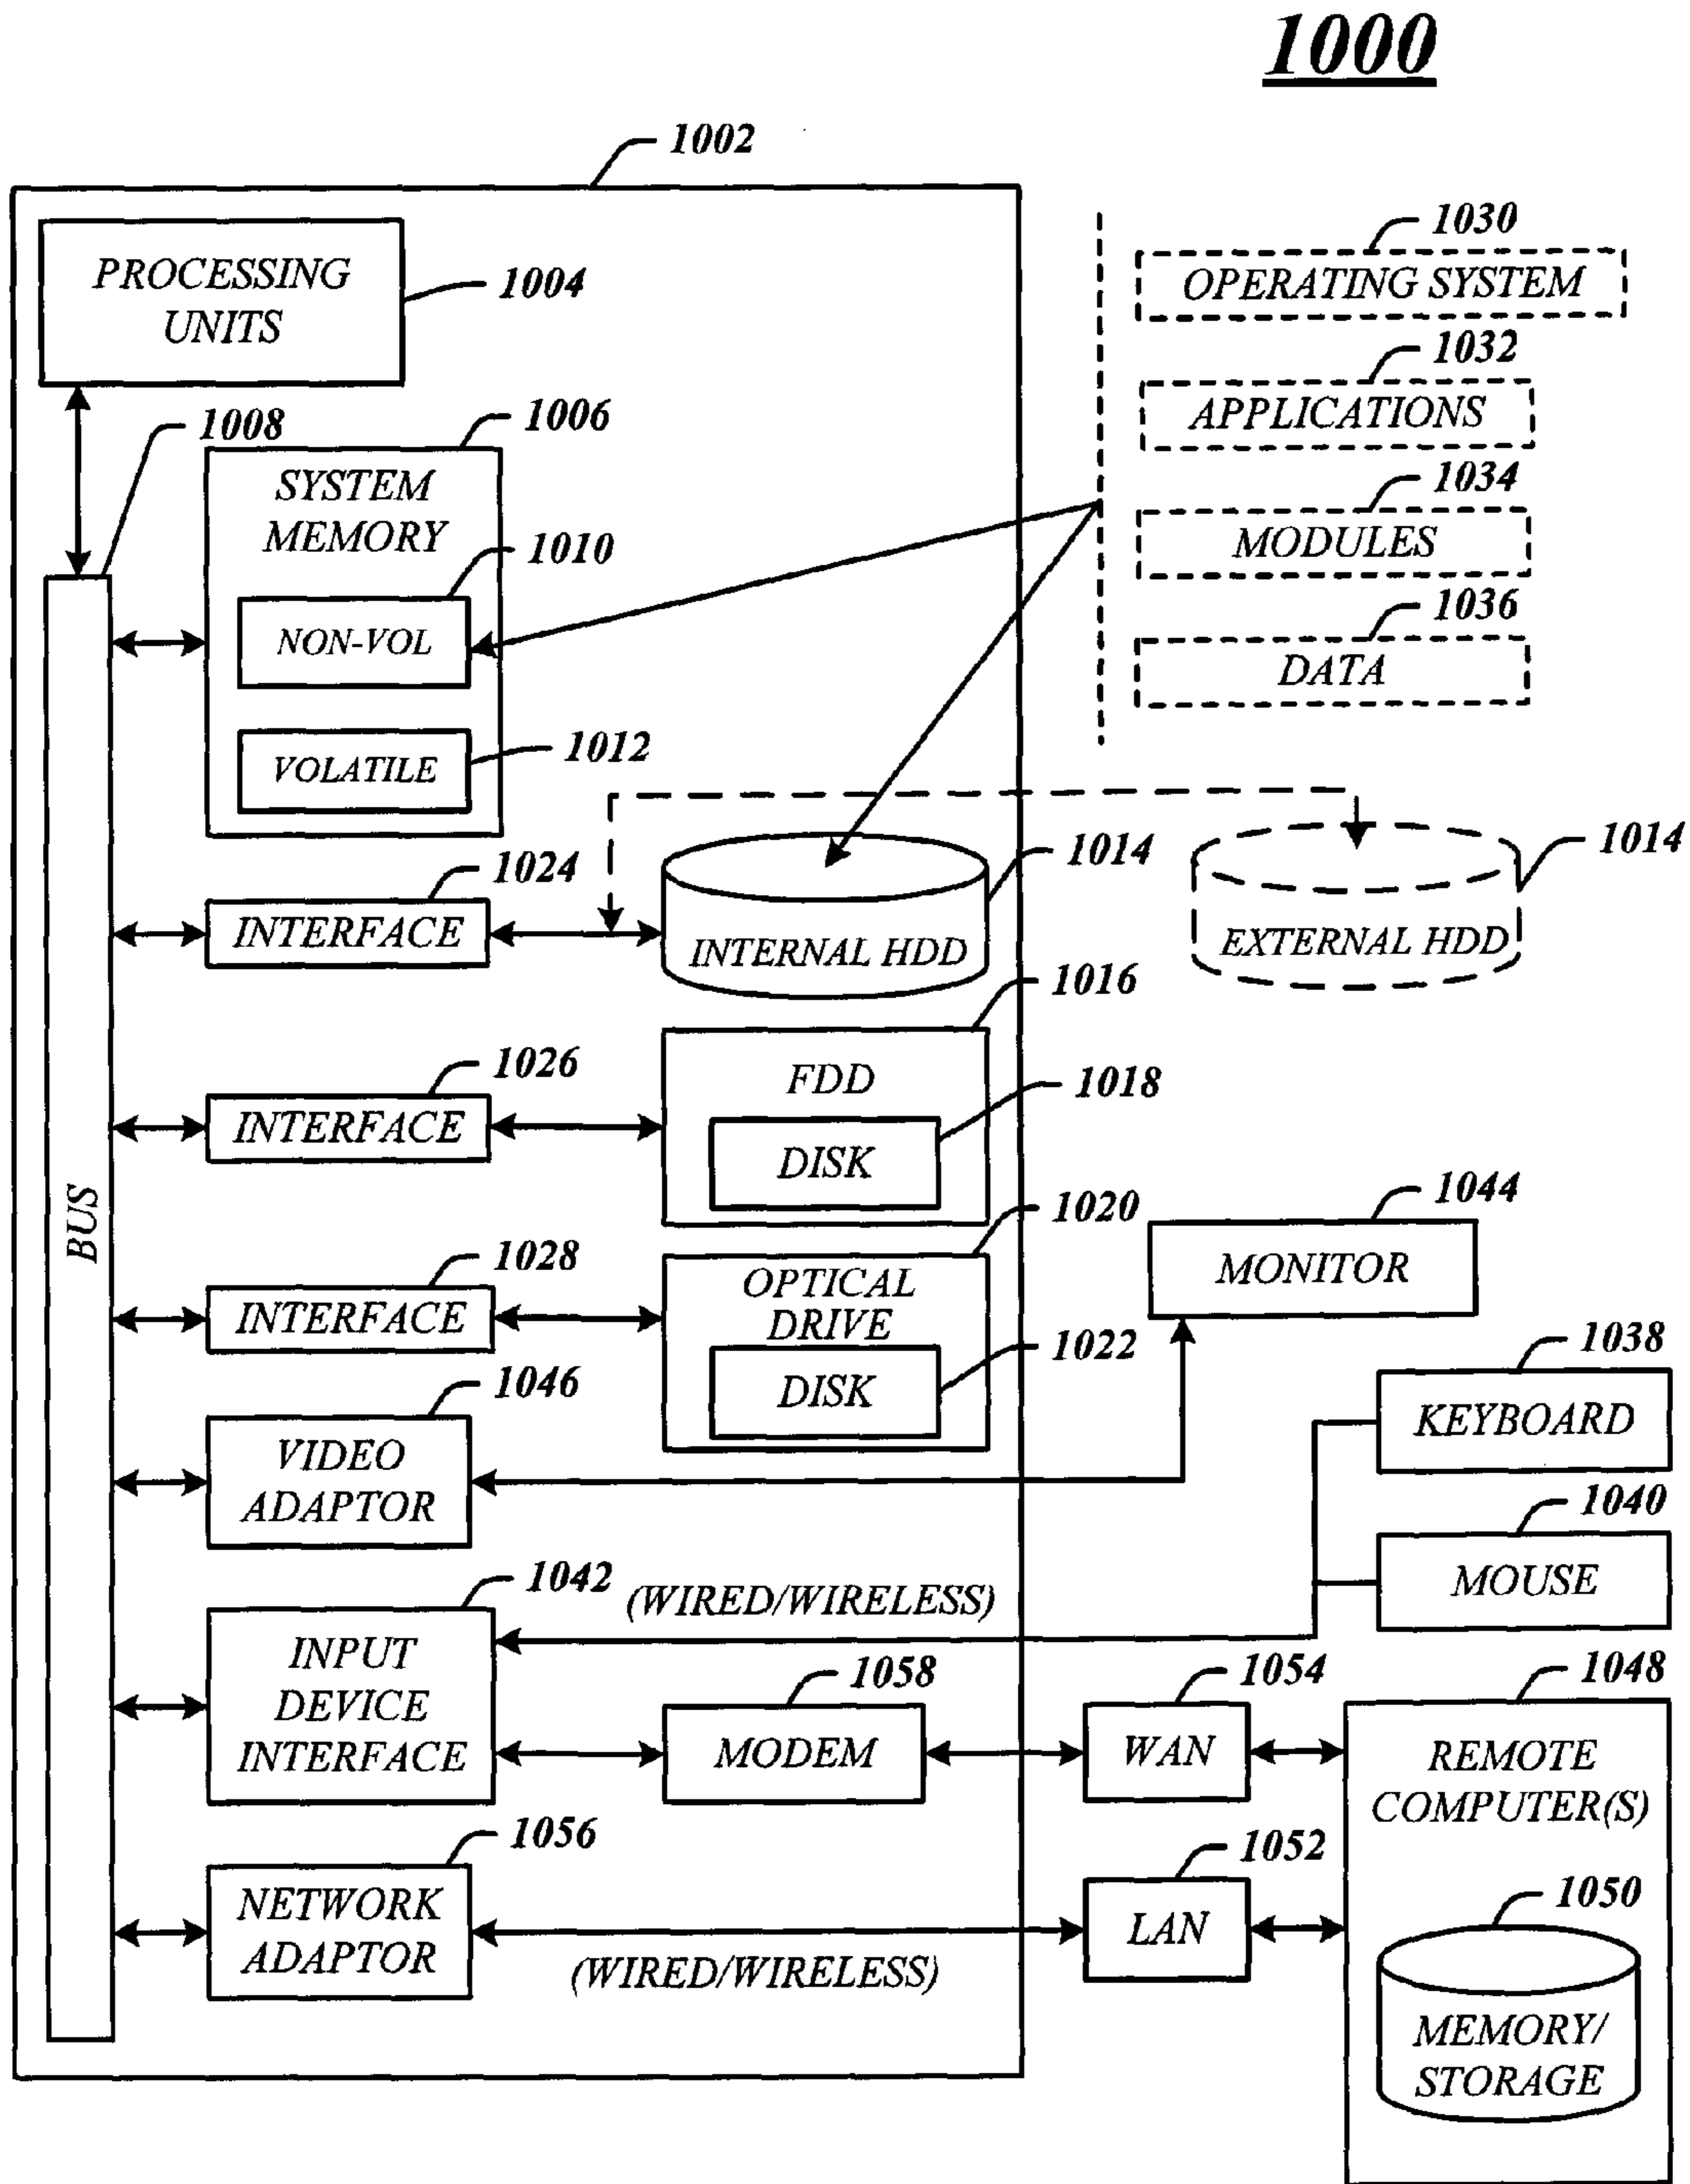 1000
1002
PROCESSING
UNITS
1004
1030
OPERATING SYSTEM
1032
APPLICATIONS
1034
MODULES
1036
DATA
1008
1006
SYSTEM
MEMORY
1010
NON-VOL
1012
VOLATILE
BUS
1024
INTERFACE
1014
INTERNAL HDD
1014
EXTERNAL HDD
1026
INTERFACE
1016
FDD
1018
DISK
1028
INTERFACE
1020
OPTICAL
DRIVE
1022
DISK
1044
MONITOR
1046
VIDEO
ADAPTOR
1038
KEYBOARD
1040
MOUSE
1042
INPUT
DEVICE
INTERFACE
(WIRED/WIRELESS)
1058
MODEM
1054
WAN
1048
REMOTE
COMPUTER(S)
1056
NETWORK
ADAPTOR
(WIRED/WIRELESS)
1052
LAN
1050
MEMORY/
STORAGE